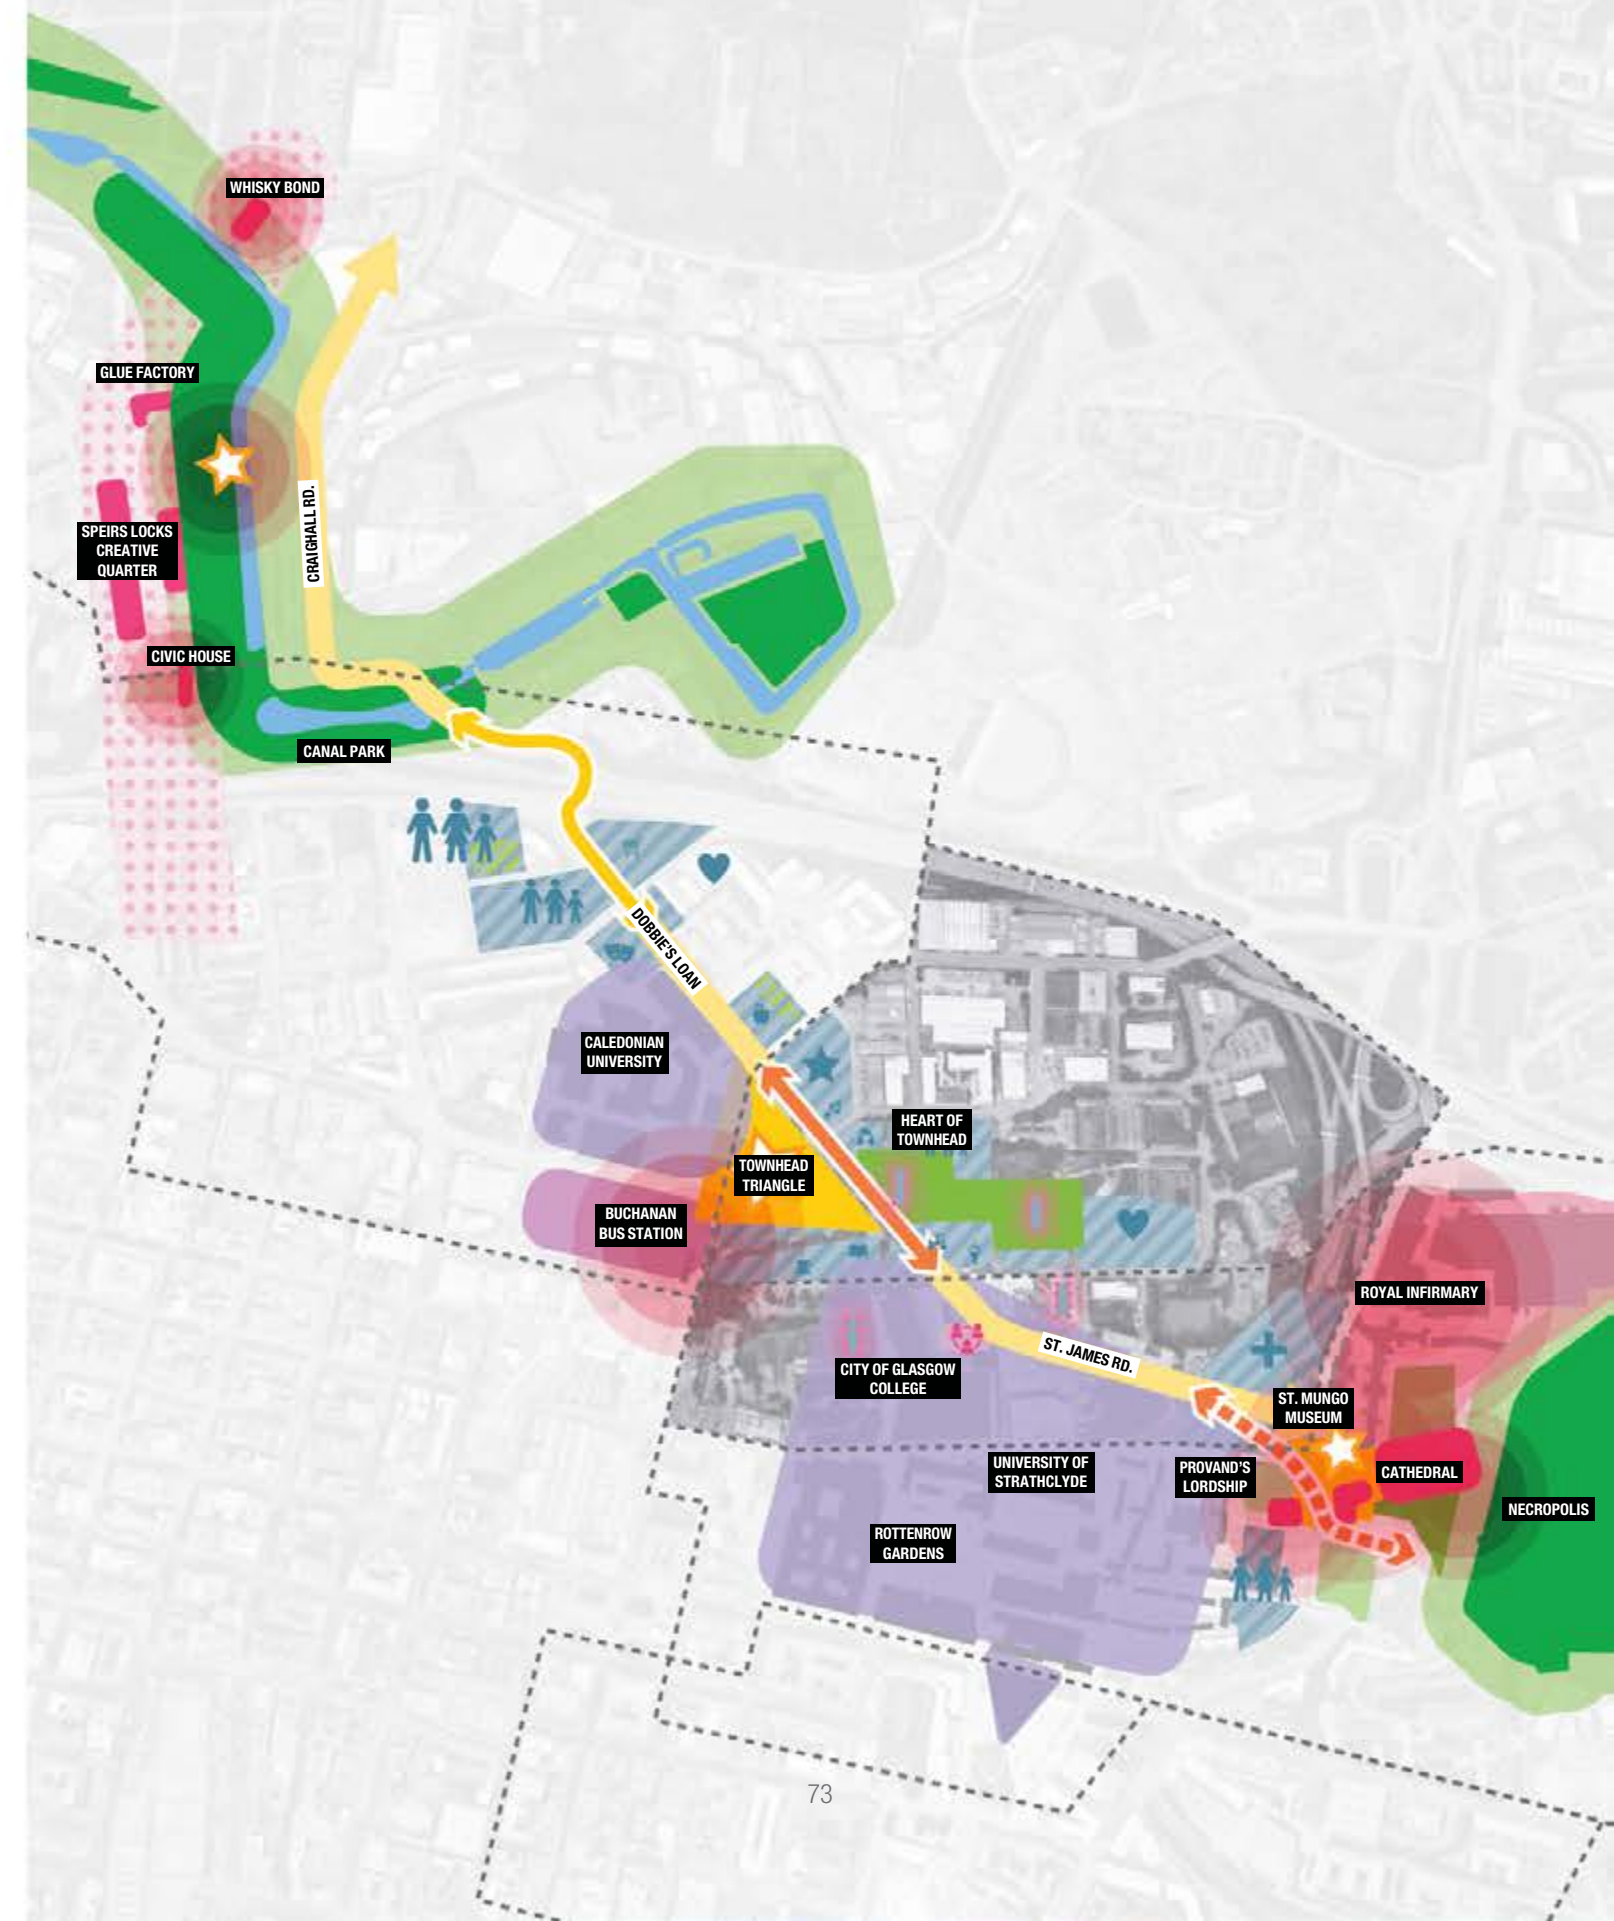 WHISKY BOND
GLUE FACTORY
CRAIGHALL RD.
SPEIRS LOCKS
CREATIVE
QUARTER
CIVIC HOUSE
CANAL PARK
DOBBIE'S LOAN
CALEDONIAN
UNIVERSITY
HEART OF
TOWNHEAD
TOWNHEAD
TRIANGLE
BUCHANAN
BUS STATION
ROYAL INFIRMARY
ST. JAMES RD.
CITY OF GLASGOW
COLLEGE
ST. MUNGO
MUSEUM
UNIVERSITY OF
STRATHCLYDE
PROVAND'S
LORDSHIP
CATHEDRAL
NECROPOLIS
ROTTENROW
GARDENS
73